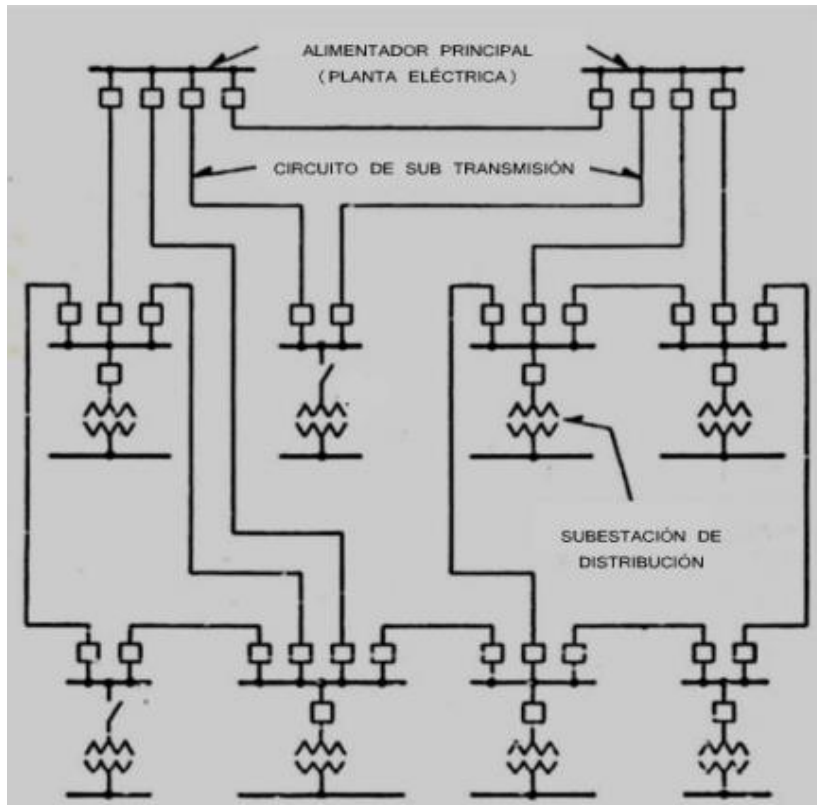 ALIMENTADOR PRINCIPAL
(PLANTA ELÉCTRICA)
CIRCUITO DE SUB TRANSMISIÓN
SUBESTACIÓN DE
DISTRIBUCIÓN